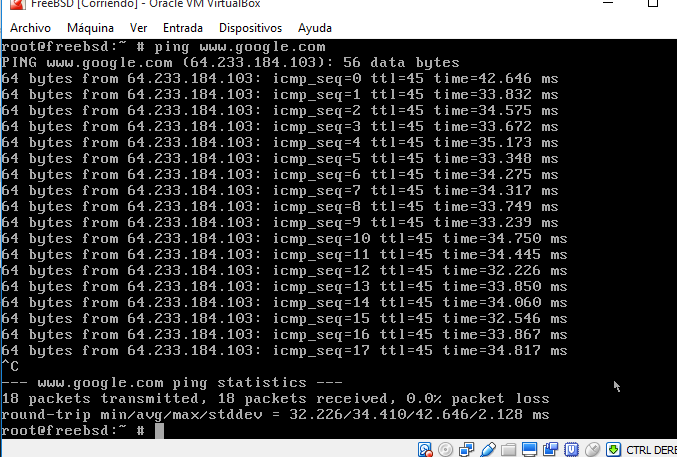 FreeBSD [Corriendo] - Oracle VM VirtualBox
Archivo Máquina Ver Entrada Dispositivos Ayuda
root@freebsd:~ # ping www.google.com
PING www.google.com (64.233.184.103): 56 data bytes
64 bytes from 64.233.184.103: icmp_seq=0 ttl=45 time=42.646 ms
64 bytes from 64.233.184.103: icmp_seq=1 ttl=45 time=33.832 ms
64 bytes from 64.233.184.103: icmp_seq=2 ttl=45 time=34.575 ms
64 bytes from 64.233.184.103: icmp_seq=3 ttl=45 time=33.672 ms
64 bytes from 64.233.184.103: icmp_seq=4 ttl=45 time=35.173 ms
64 bytes from 64.233.184.103: icmp_seq=5 ttl=45 time=33.348 ms
64 bytes from 64.233.184.103: icmp_seq=6 ttl=45 time=34.275 ms
64 bytes from 64.233.184.103: icmp_seq=7 ttl=45 time=34.317 ms
64 bytes from 64.233.184.103: icmp_seq=8 ttl=45 time=33.749 ms
64 bytes from 64.233.184.103: icmp_seq=9 ttl=45 time=33.239 ms
64 bytes from 64.233.184.103: icmp_seq=10 ttl=45 time=34.750 ms
64 bytes from 64.233.184.103: icmp_seq=11 ttl=45 time=34.445 ms
64 bytes from 64.233.184.103: icmp_seq=12 ttl=45 time=32.226 ms
64 bytes from 64.233.184.103: icmp_seq=13 ttl=45 time=33.850 ms
64 bytes from 64.233.184.103: icmp_seq=14 ttl=45 time=34.060 ms
64 bytes from 64.233.184.103: icmp_seq=15 ttl=45 time=32.546 ms
64 bytes from 64.233.184.103: icmp_seq=16 ttl=45 time=33.867 ms
64 bytes from 64.233.184.103: icmp_seq=17 ttl=45 time=34.817 ms
^C
--- www.google.com ping statistics ---
18 packets transmitted, 18 packets received, 0.0% packet loss
round-trip min/avg/max/stddev = 32.226/34.410/42.646/2.128 ms
root@freebsd:~ #
CTRL DERE